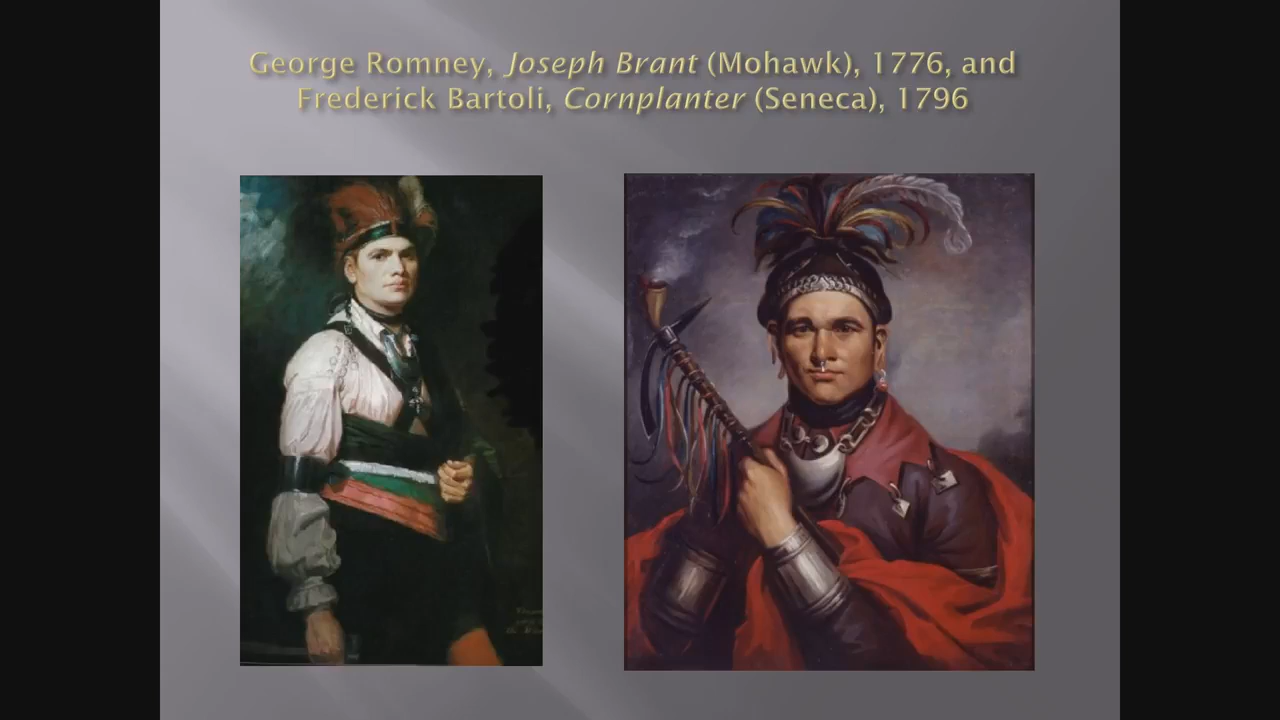 George Romney, Joseph Brant (Mohawk), 1776, and
Frederick Bartoli, Cornplanter (Seneca), 1796